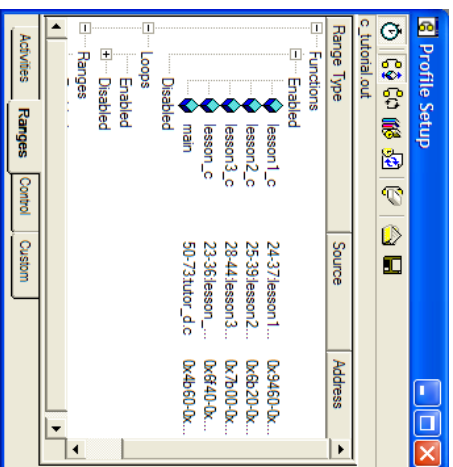 Profile Setup
c_tutorial.out
Range Type Source Address
Functions
Enabled
lesson1_c 24-37:lesson1... 0x9460-0x...
lesson2_c 25-39:lesson2... 0x6b20-0x...
lesson3_c 28-44:lesson3... 0x7b00-0x...
lesson_c 23-36:lesson_... 0x6f40-0x...
main 50-73:tutor_d.c 0x4b60-0x...
Disabled
Loops
Enabled
Disabled
Ranges
Activities Ranges Control Custom